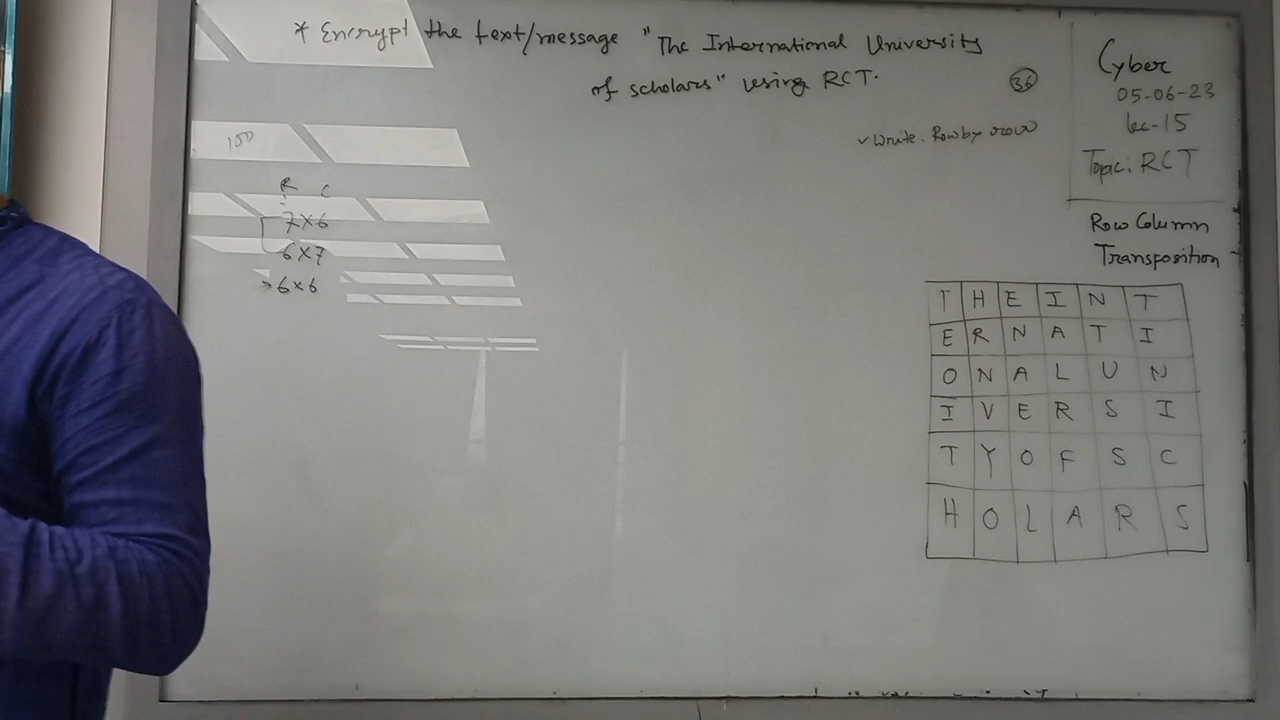 * Encrypt the text/message "The International University
of scholars" using RCT.
36
✓ Write. Row by row
Cyber
05-06-23
Lec-15
Topic. RCT
Row Column
Transposition
100
R C
7×6
6×7
6×6
T H E I N T
E R N A T I
O N A L U N
I V E R S I
T Y O F S C
H O L A R S